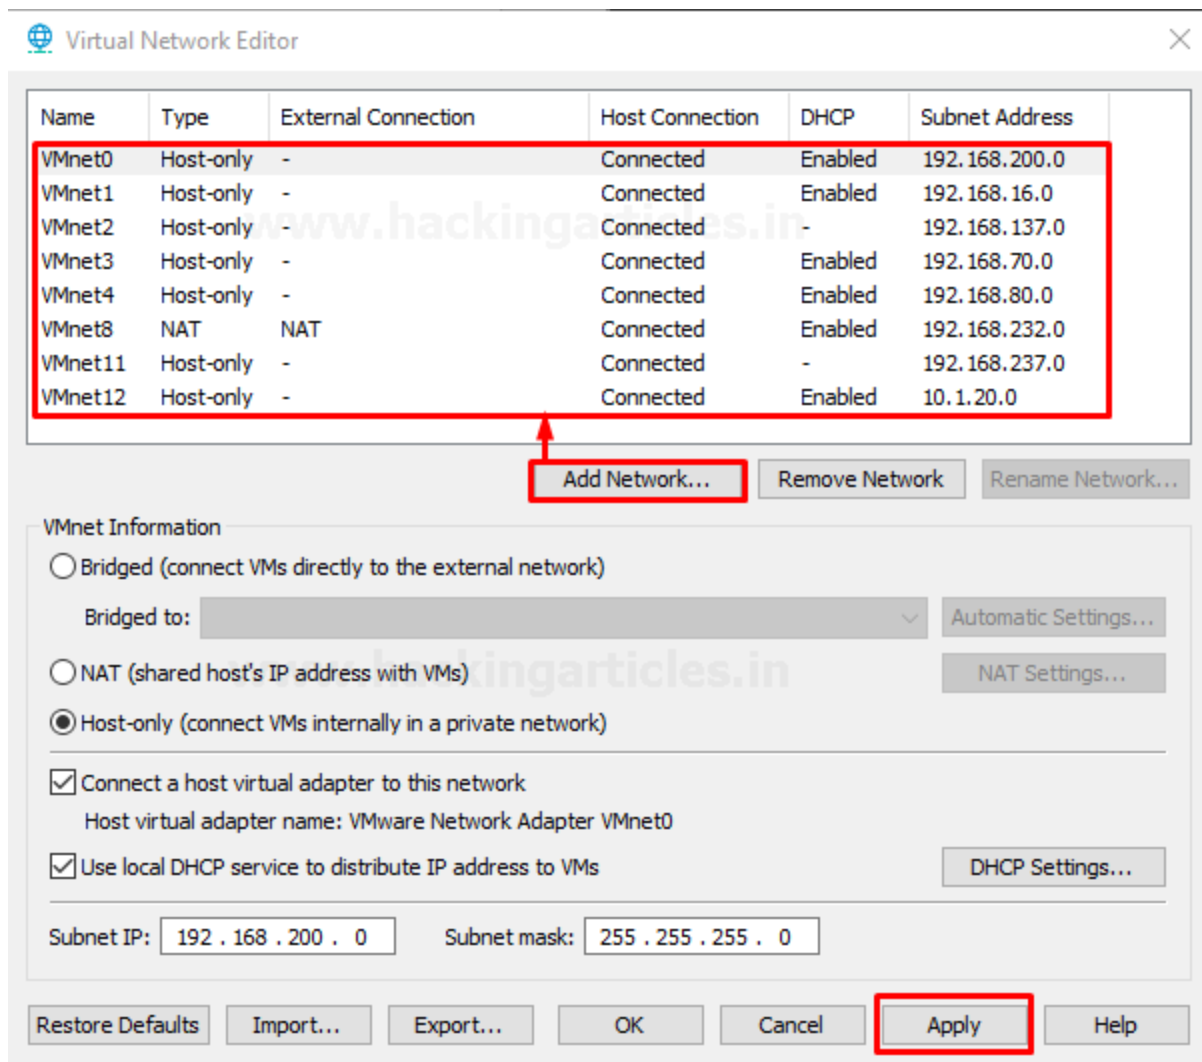 Virtual Network Editor
Name Type External Connection Host Connection DHCP Subnet Address
VMnet0 Host-only - Connected Enabled 192.168.200.0
VMnet1 Host-only - Connected Enabled 192.168.16.0
www.hackingarticles.in
VMnet2 Host-only - Connected - 192.168.137.0
VMnet3 Host-only - Connected Enabled 192.168.70.0
VMnet4 Host-only - Connected Enabled 192.168.80.0
VMnet8 NAT NAT Connected Enabled 192.168.232.0
VMnet11 Host-only - Connected - 192.168.237.0
VMnet12 Host-only - Connected Enabled 10.1.20.0
Add Network... Remove Network Rename Network...
VMnet Information
Bridged (connect VMs directly to the external network)
Bridged to: Automatic Settings...
www.hackingarticles.in
NAT (shared host's IP address with VMs) NAT Settings...
Host-only (connect VMs internally in a private network)
Connect a host virtual adapter to this network
Host virtual adapter name: VMware Network Adapter VMnet0
Use local DHCP service to distribute IP address to VMs DHCP Settings...
Subnet IP: 192 . 168 . 200 . 0 Subnet mask: 255 . 255 . 255 . 0
Restore Defaults Import... Export... OK Cancel Apply Help